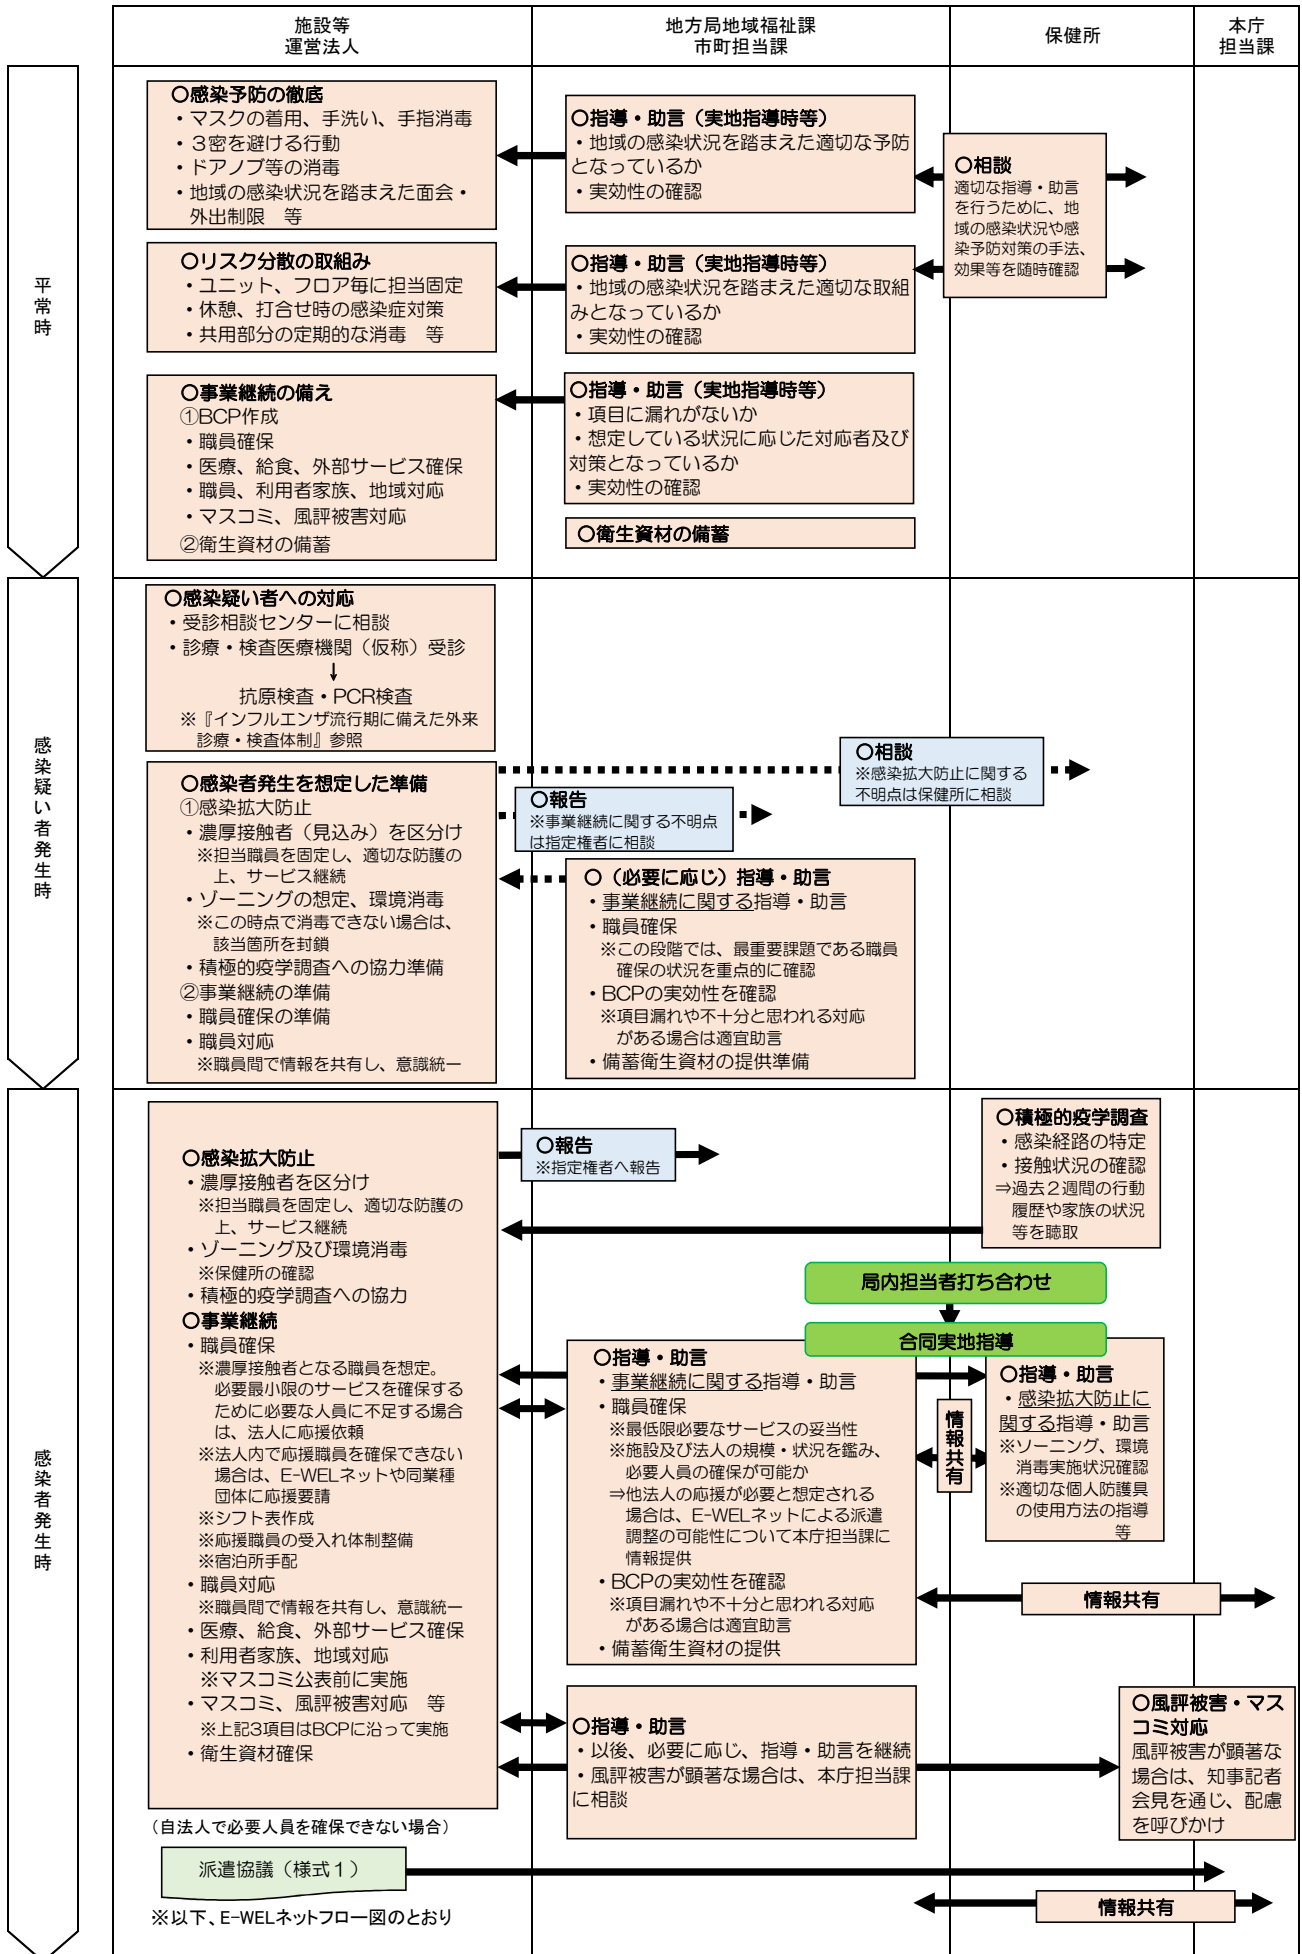 施設等
運営法人
地方局地域福祉課
市町担当課
保健所
本庁
担当課
平常時
〇感染予防の徹底
・マスクの着用、手洗い、手指消毒
・３密を避ける行動
・ドアノブ等の消毒
・地域の感染状況を踏まえた面会・
外出制限　等
〇指導・助言（実地指導時等）
・地域の感染状況を踏まえた適切な予防
となっているか
・実効性の確認
〇相談
適切な指導・助言
を行うために、地
域の感染状況や感
染予防対策の手法、
効果等を随時確認
〇リスク分散の取組み
・ユニット、フロア毎に担当固定
・休憩、打合せ時の感染症対策
・共用部分の定期的な消毒　等
〇指導・助言（実地指導時等）
・地域の感染状況を踏まえた適切な取組
みとなっているか
・実効性の確認
〇事業継続の備え
①BCP作成
・職員確保
・医療、給食、外部サービス確保
・職員、利用者家族、地域対応
・マスコミ、風評被害対応
②衛生資材の備蓄
〇指導・助言（実地指導時等）
・項目に漏れがないか
・想定している状況に応じた対応者及び
対策となっているか
・実効性の確認
〇衛生資材の備蓄
感染疑い者発生時
〇感染疑い者への対応
・受診相談センターに相談
・診療・検査医療機関（仮称）受診
↓
抗原検査・PCR検査
※『インフルエンザ流行期に備えた外来
診療・検査体制』参照
〇感染者発生を想定した準備
①感染拡大防止
・濃厚接触者（見込み）を区分け
※担当職員を固定し、適切な防護の
上、サービス継続
・ゾーニングの想定、環境消毒
※この時点で消毒できない場合は、
該当箇所を封鎖
・積極的疫学調査への協力準備
②事業継続の準備
・職員確保の準備
・職員対応
※職員間で情報を共有し、意識統一
〇相談
※感染拡大防止に関する
不明点は保健所に相談
〇報告
※事業継続に関する不明点
は指定権者に相談
〇（必要に応じ）指導・助言
・事業継続に関する指導・助言
・職員確保
※この段階では、最重要課題である職員
確保の状況を重点的に確認
・BCPの実効性を確認
※項目漏れや不十分と思われる対応
がある場合は適宜助言
・備蓄衛生資材の提供準備
感染者発生時
〇感染拡大防止
・濃厚接触者を区分け
※担当職員を固定し、適切な防護の
上、サービス継続
・ゾーニング及び環境消毒
※保健所の確認
・積極的疫学調査への協力
〇事業継続
・職員確保
※濃厚接触者となる職員を想定。
必要最小限のサービスを確保する
ために必要な人員に不足する場合
は、法人に応援依頼
※法人内で応援職員を確保できない
場合は、E-WELネットや同業種
団体に応援要請
※シフト表作成
※応援職員の受入れ体制整備
※宿泊所手配
・職員対応
※職員間で情報を共有し、意識統一
・医療、給食、外部サービス確保
・利用者家族、地域対応
※マスコミ公表前に実施
・マスコミ、風評被害対応　等
※上記3項目はBCPに沿って実施
・衛生資材確保
〇報告
※指定権者へ報告
〇積極的疫学調査
・感染経路の特定
・接触状況の確認
⇒過去２週間の行動
履歴や家族の状況
等を聴取
局内担当者打ち合わせ
合同実地指導
〇指導・助言
・事業継続に関する指導・助言
・職員確保
※最低限必要なサービスの妥当性
※施設及び法人の規模・状況を鑑み、
必要人員の確保が可能か
⇒他法人の応援が必要と想定される
場合は、E-WELネットによる派遣
調整の可能性について本庁担当課に
情報提供
・BCPの実効性を確認
※項目漏れや不十分と思われる対応
がある場合は適宜助言
・備蓄衛生資材の提供
情報共有
〇指導・助言
・感染拡大防止に
関する指導・助言
※ゾーニング、環境
消毒実施状況確認
※適切な個人防護具
の使用方法の指導
等
情報共有
〇指導・助言
・以後、必要に応じ、指導・助言を継続
・風評被害が顕著な場合は、本庁担当課
に相談
〇風評被害・マス
コミ対応
風評被害が顕著な
場合は、知事記者
会見を通じ、配慮
を呼びかけ
（自法人で必要人員を確保できない場合）
派遣協議（様式１）
情報共有
※以下、E-WELネットフロー図のとおり